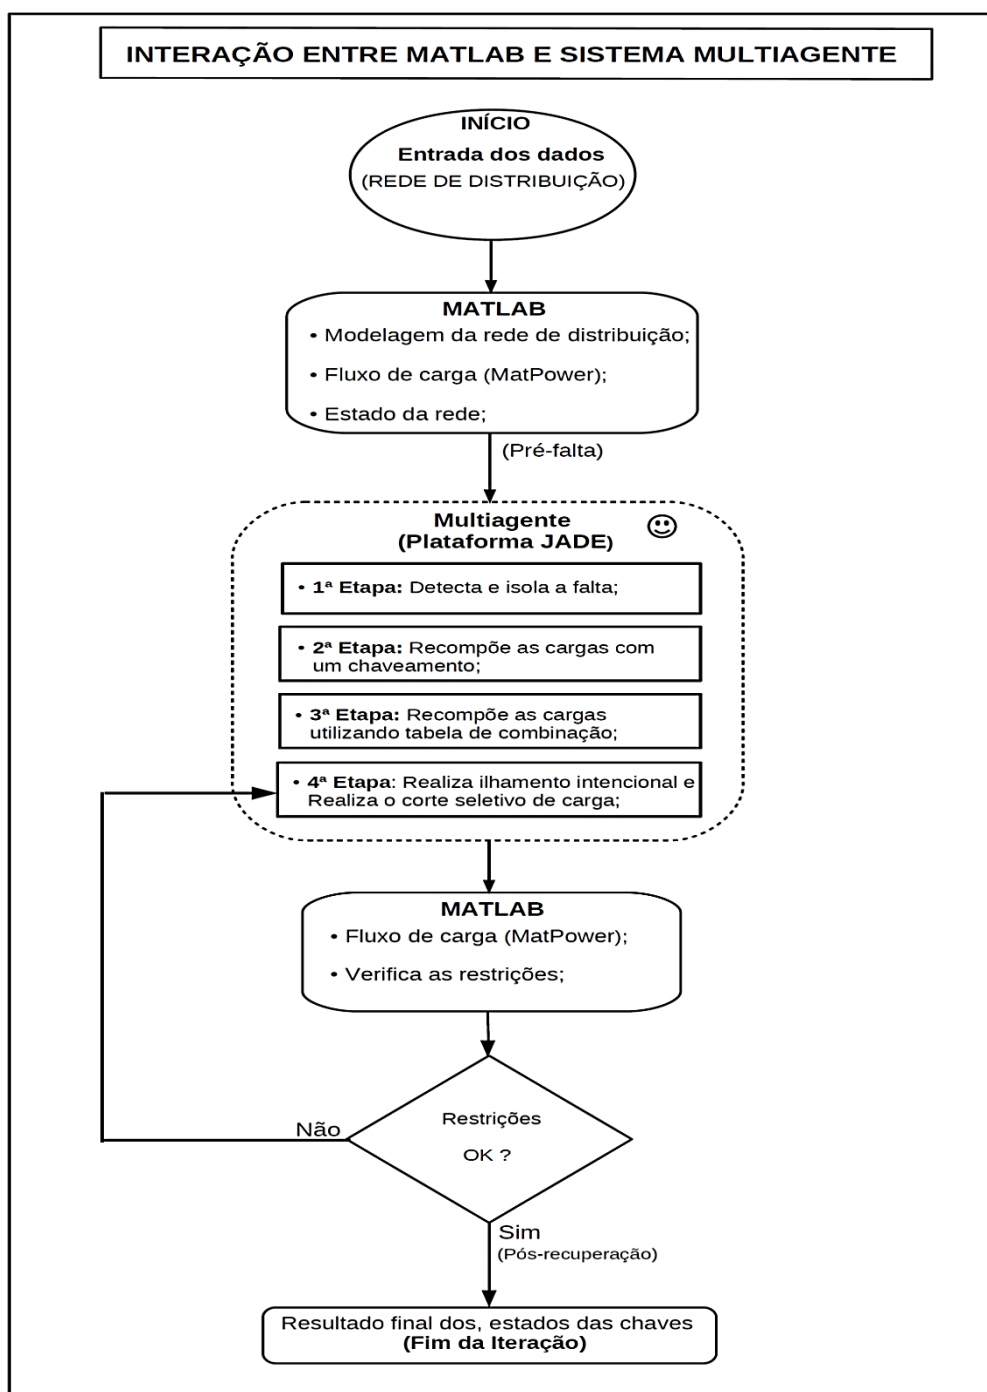 INTERAÇÃO ENTRE MATLAB E SISTEMA MULTIAGENTE
INÍCIO
Entrada dos dados
(REDE DE DISTRIBUIÇÃO)
MATLAB
• Modelagem da rede de distribuição;
• Fluxo de carga (MatPower);
• Estado da rede;
(Pré-falta)
Multiagente
(Plataforma JADE)
• 1ª Etapa: Detecta e isola a falta;
• 2ª Etapa: Recompõe as cargas com
um chaveamento;
• 3ª Etapa: Recompõe as cargas
utilizando tabela de combinação;
• 4ª Etapa: Realiza ilhamento intencional e
Realiza o corte seletivo de carga;
MATLAB
• Fluxo de carga (MatPower);
• Verifica as restrições;
Restrições
OK ?
Não
Sim
(Pós-recuperação)
Resultado final dos, estados das chaves
(Fim da Iteração)